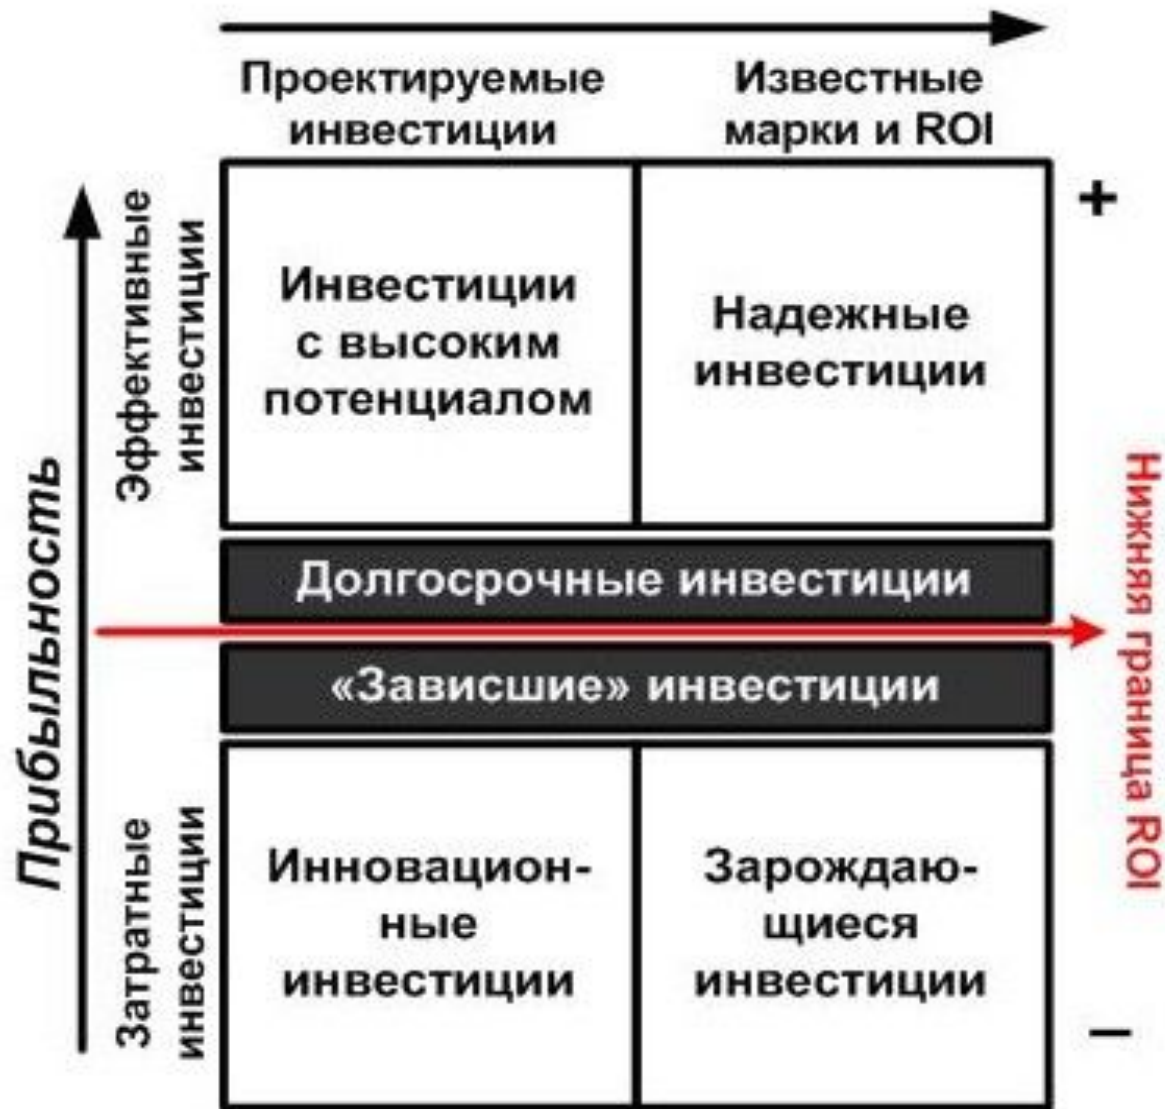 Проектируемые
инвестиции
Известные
марки и ROI
+
Эффективные
инвестиции
Инвестиции
с высоким
потенциалом
Надежные
инвестиции
Прибыльность
Долгосрочные инвестиции
Нижняя граница ROI
«Зависшие» инвестиции
Затратные
инвестиции
Инновацион-
ные
инвестиции
Зарождаю-
щиеся
инвестиции
–